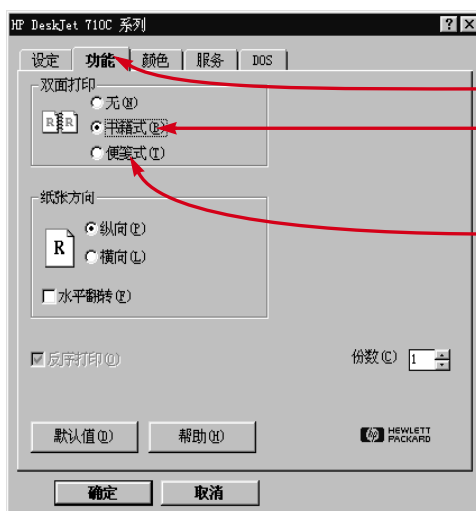 HP DeskJet 710C 系列
设定 功能 颜色 服务 DOS
双面打印
无(N)
书籍式(B)
便笺式(T)
R R
纸张方向
纵向(P)
横向(L)
R
水平翻转(F)
反序打印(O)
份数(C) 1
默认值(D) 帮助(H)
HEWLETT
PACKARD
确定 取消